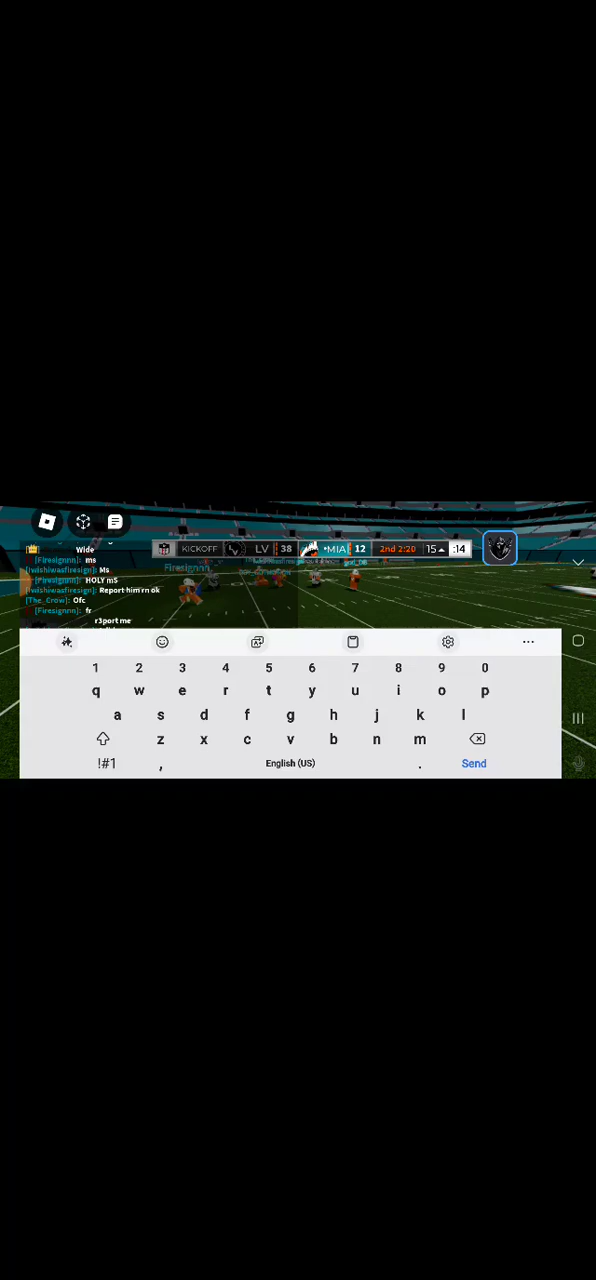 Wide
KICKOFF LV 38 MIA 12 2nd 2:20 15 :14
[Firesignnn]: ms
Firesignnn
[Iwishiwasfiresign]: Ms
[Firesignnn]: HOLY mS
[Iwishiwasfiresign]: Report him rn ok
[The_Crow]: Ofc
[Firesignnn]: fr
r3port me
1 2 3 4 5 6 7 8 9 0
q w e r t y u i o p
a s d f g h j k l
z x c v b n m
!#1 , English (US) . Send